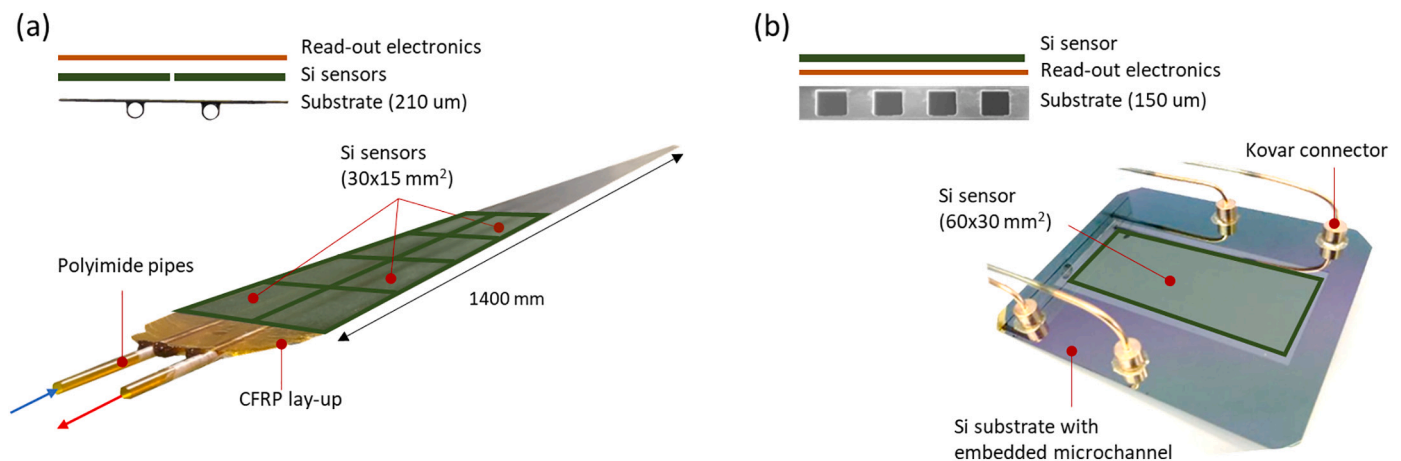 (a)
Read-out electronics
Si sensors
Substrate (210 um)
Si sensors
(30x15 mm²)
Polyimide pipes
1400 mm
CFRP lay-up
(b)
Si sensor
Read-out electronics
Substrate (150 um)
Kovar connector
Si sensor
(60x30 mm²)
Si substrate with
embedded microchannel